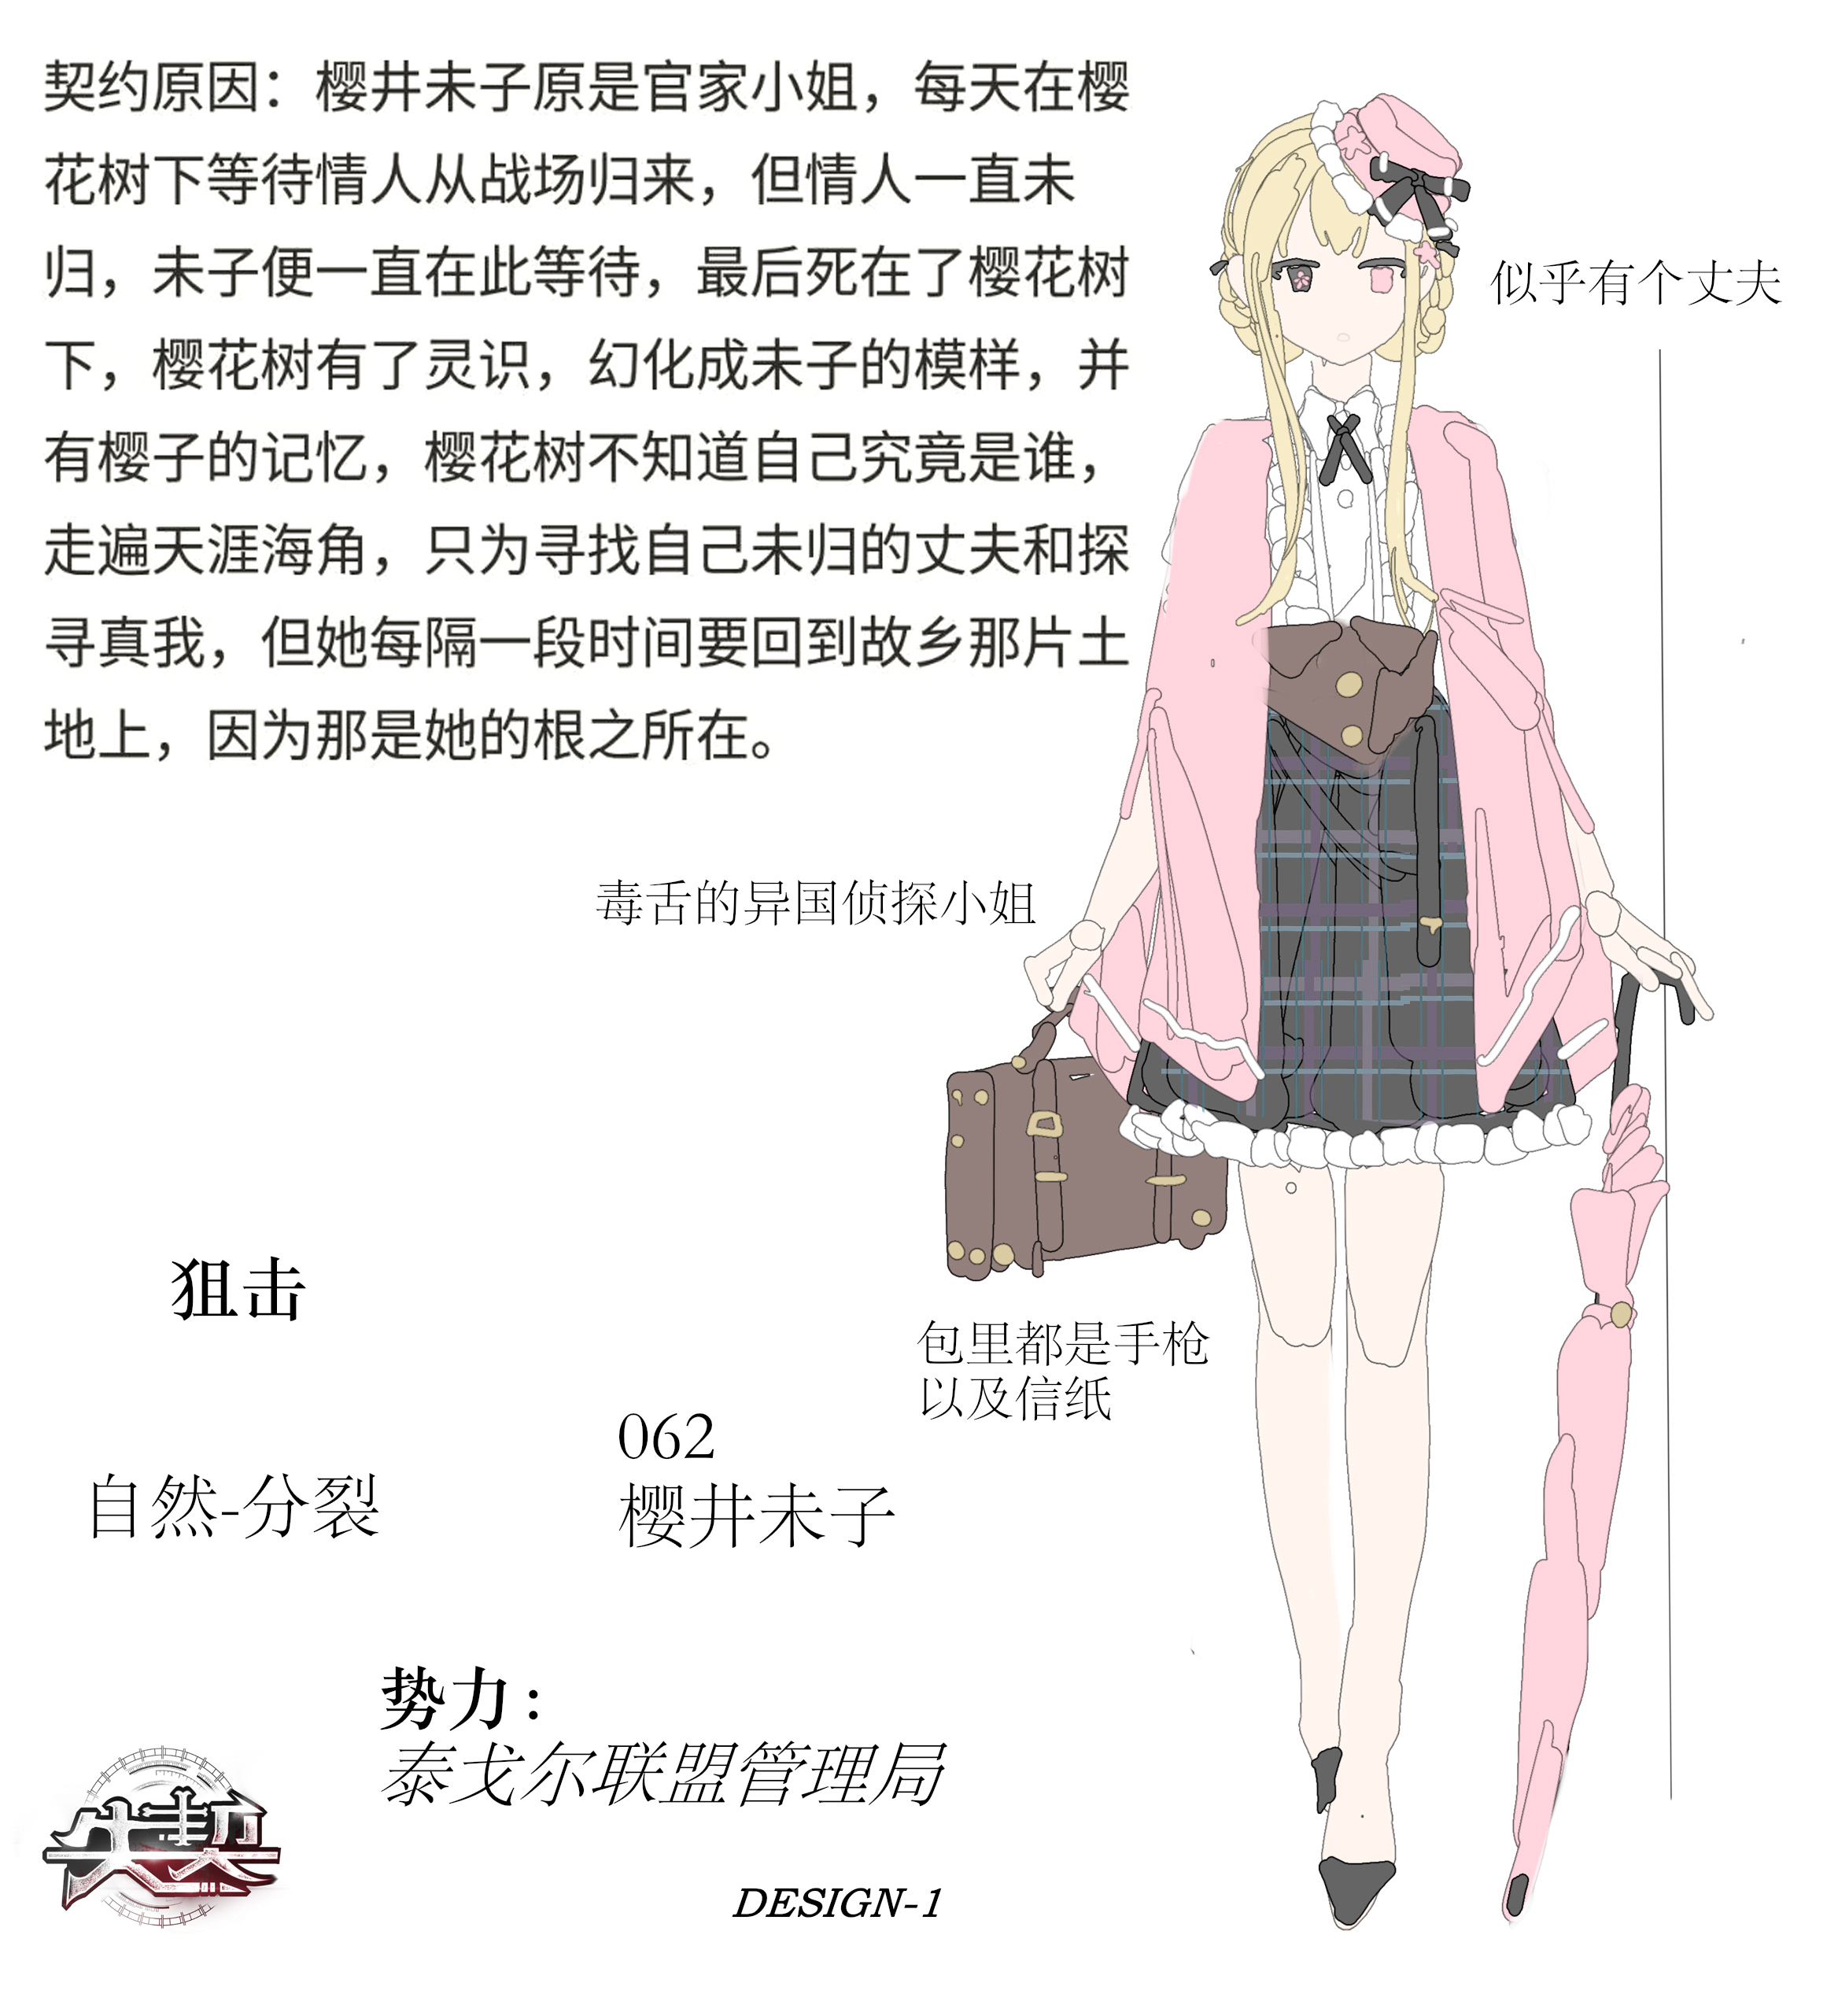 契约原因：樱井未子原是官家小姐，每天在樱
花树下等待情人从战场归来，但情人一直未
归，未子便一直在此等待，最后死在了樱花树
下，樱花树有了灵识，幻化成未子的模样，并
有樱子的记忆，樱花树不知道自己究竟是谁，
走遍天涯海角，只为寻找自己未归的丈夫和探
寻真我，但她每隔一段时间要回到故乡那片土
地上，因为那是她的根之所在。
似乎有个丈夫
毒舌的异国侦探小姐
狙击
包里都是手枪
以及信纸
062
樱井未子
自然-分裂
势力：
泰戈尔联盟管理局
失契
DESIGN-1